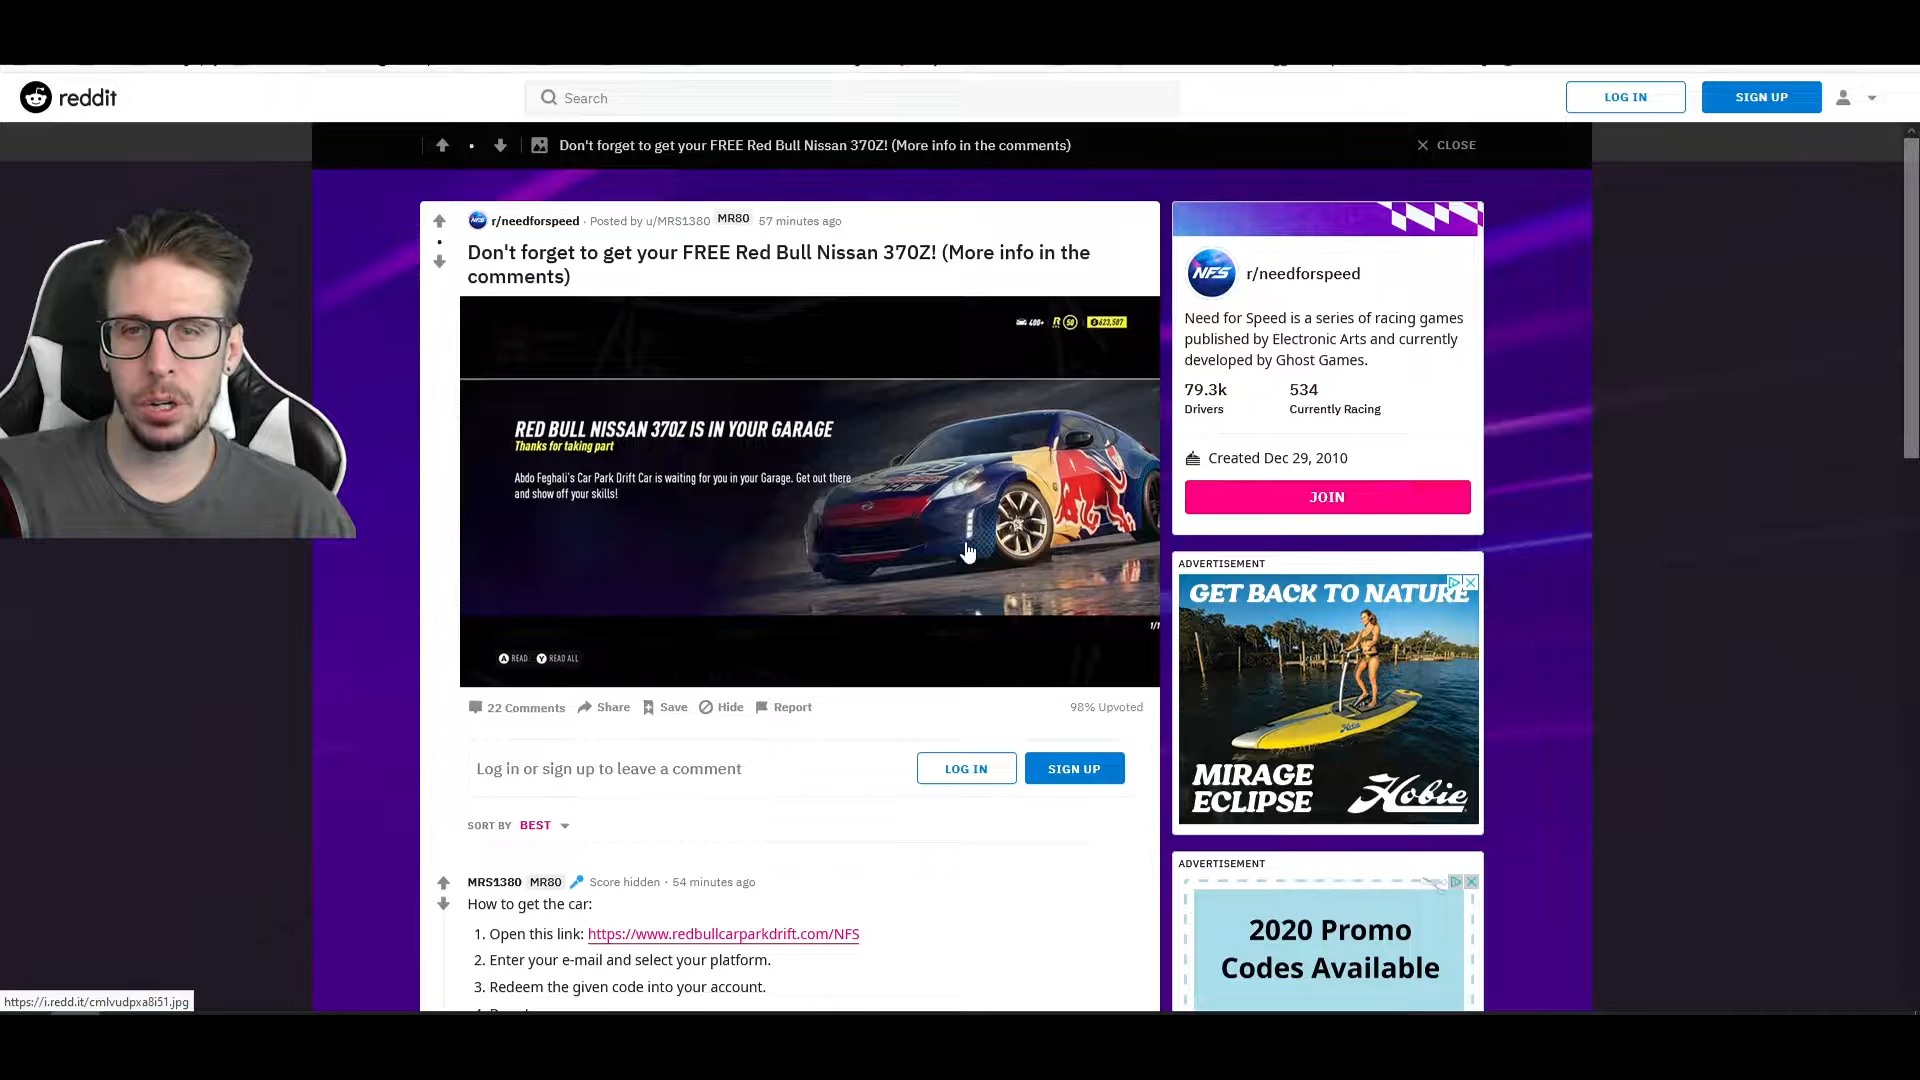 reddit
Search
LOG IN
SIGN UP
Don't forget to get your FREE Red Bull Nissan 370Z! (More info in the comments)
CLOSE
r/needforspeed · Posted by u/MRS1380 MR80 57 minutes ago
Don't forget to get your FREE Red Bull Nissan 370Z! (More info in the
comments)
400+ R 50 623,507
RED BULL NISSAN 370Z IS IN YOUR GARAGE
Thanks for taking part
Abdo Feghali's Car Park Drift Car is waiting for you in your Garage. Get out there
and show off your skills!
1/1
A READ Y READ ALL
22 Comments Share Save Hide Report 98% Upvoted
Log in or sign up to leave a comment
LOG IN
SIGN UP
SORT BY BEST
MRS1380 MR80 Score hidden · 54 minutes ago
How to get the car:
1. Open this link: https://www.redbullcarparkdrift.com/NFS
2. Enter your e-mail and select your platform.
3. Redeem the given code into your account.
NFS
r/needforspeed
Need for Speed is a series of racing games
published by Electronic Arts and currently
developed by Ghost Games.
79.3k 534
Drivers Currently Racing
Created Dec 29, 2010
JOIN
ADVERTISEMENT
GET BACK TO NATURE
MIRAGE
ECLIPSE
Hobie
ADVERTISEMENT
2020 Promo
Codes Available
https://i.redd.it/cmlvudpxa8i51.jpg